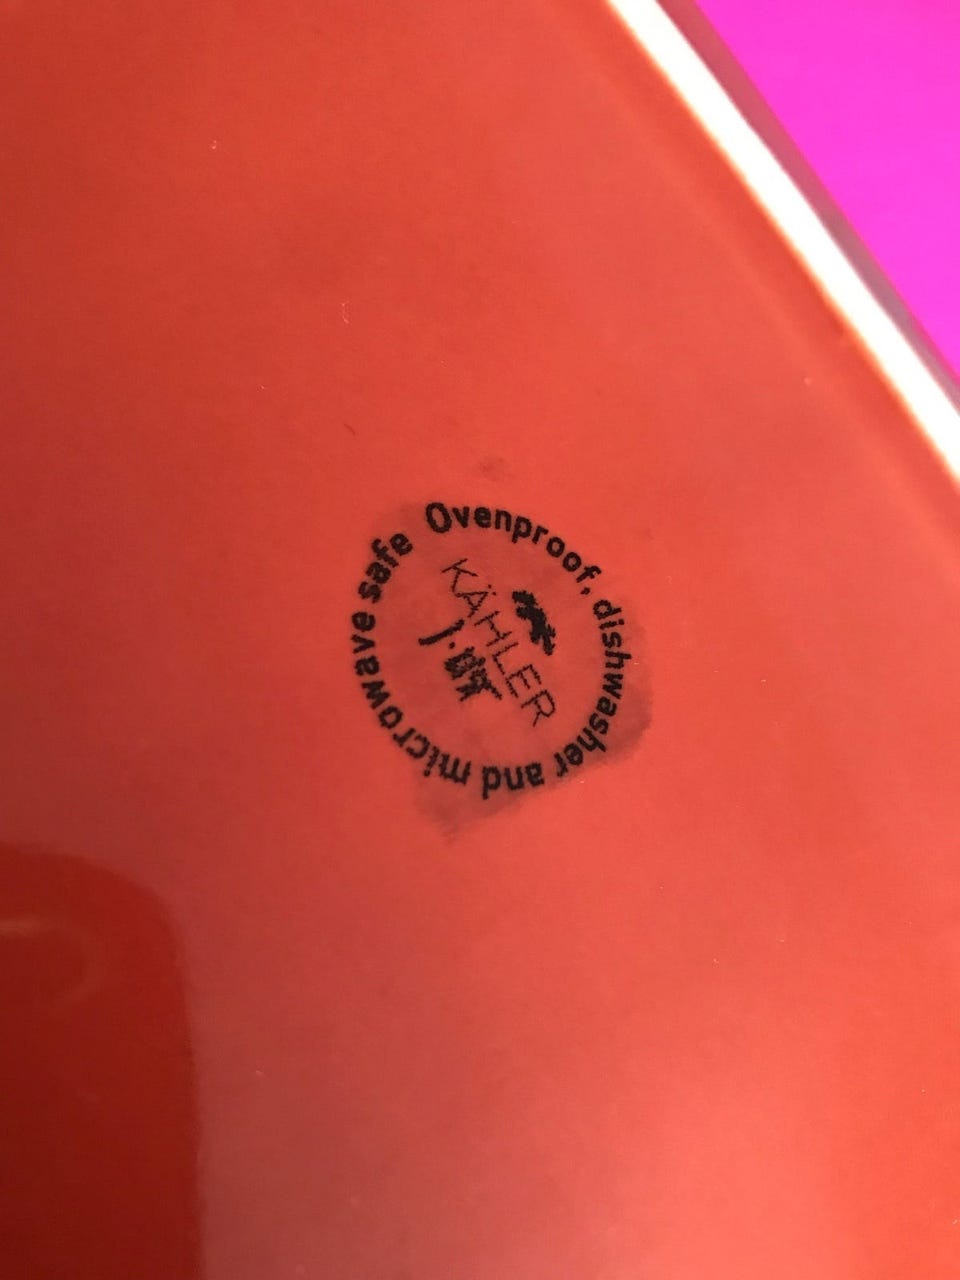 Ovenproof, dishwasher and microwave safe
KÄHLER